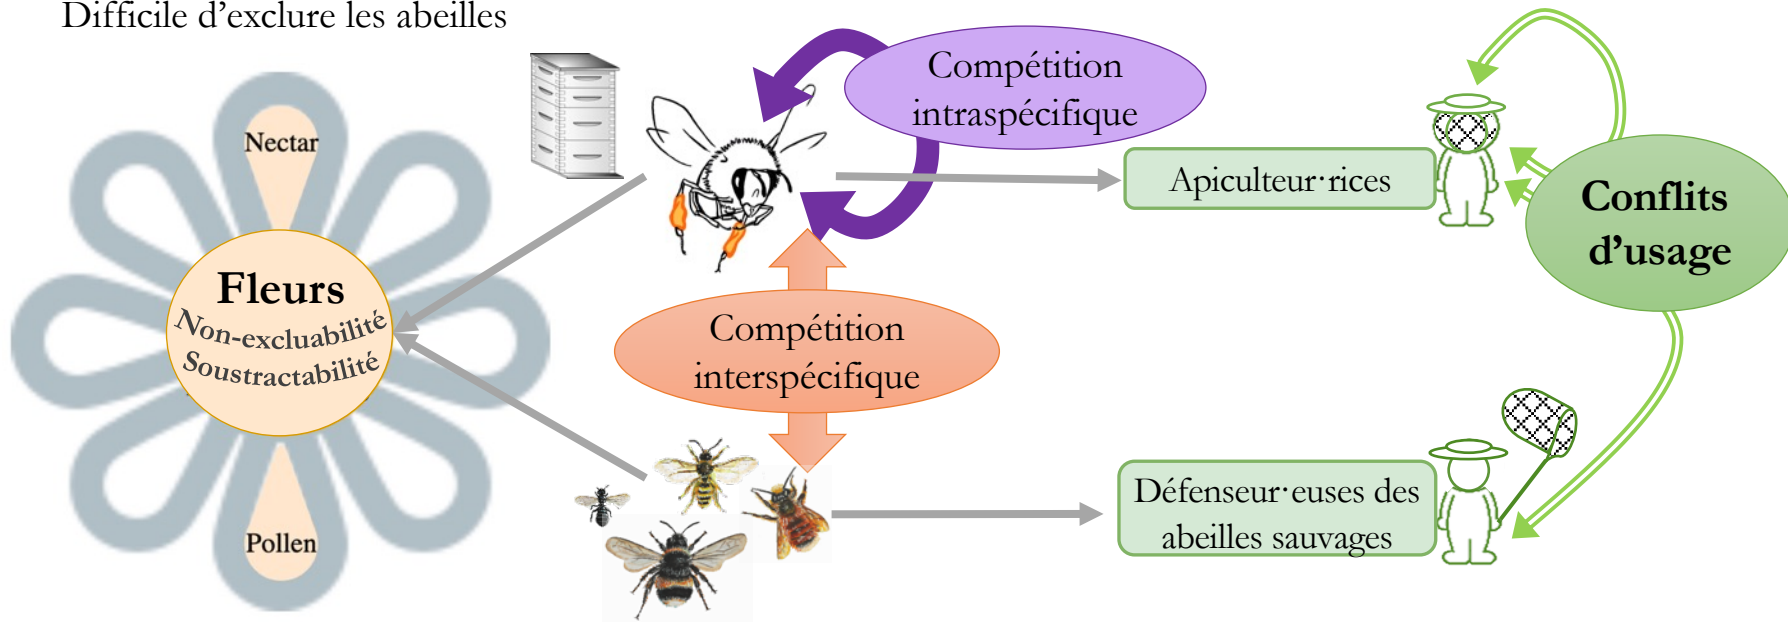 Difficile d’exclure les abeilles
Nectar
Fleurs
Non-excluabilité
Soustractabilité
Pollen
Compétition
intraspécifique
Compétition
interspécifique
Apiculteur·rices
Défenseur·euses des
abeilles sauvages
Conflits
d’usage